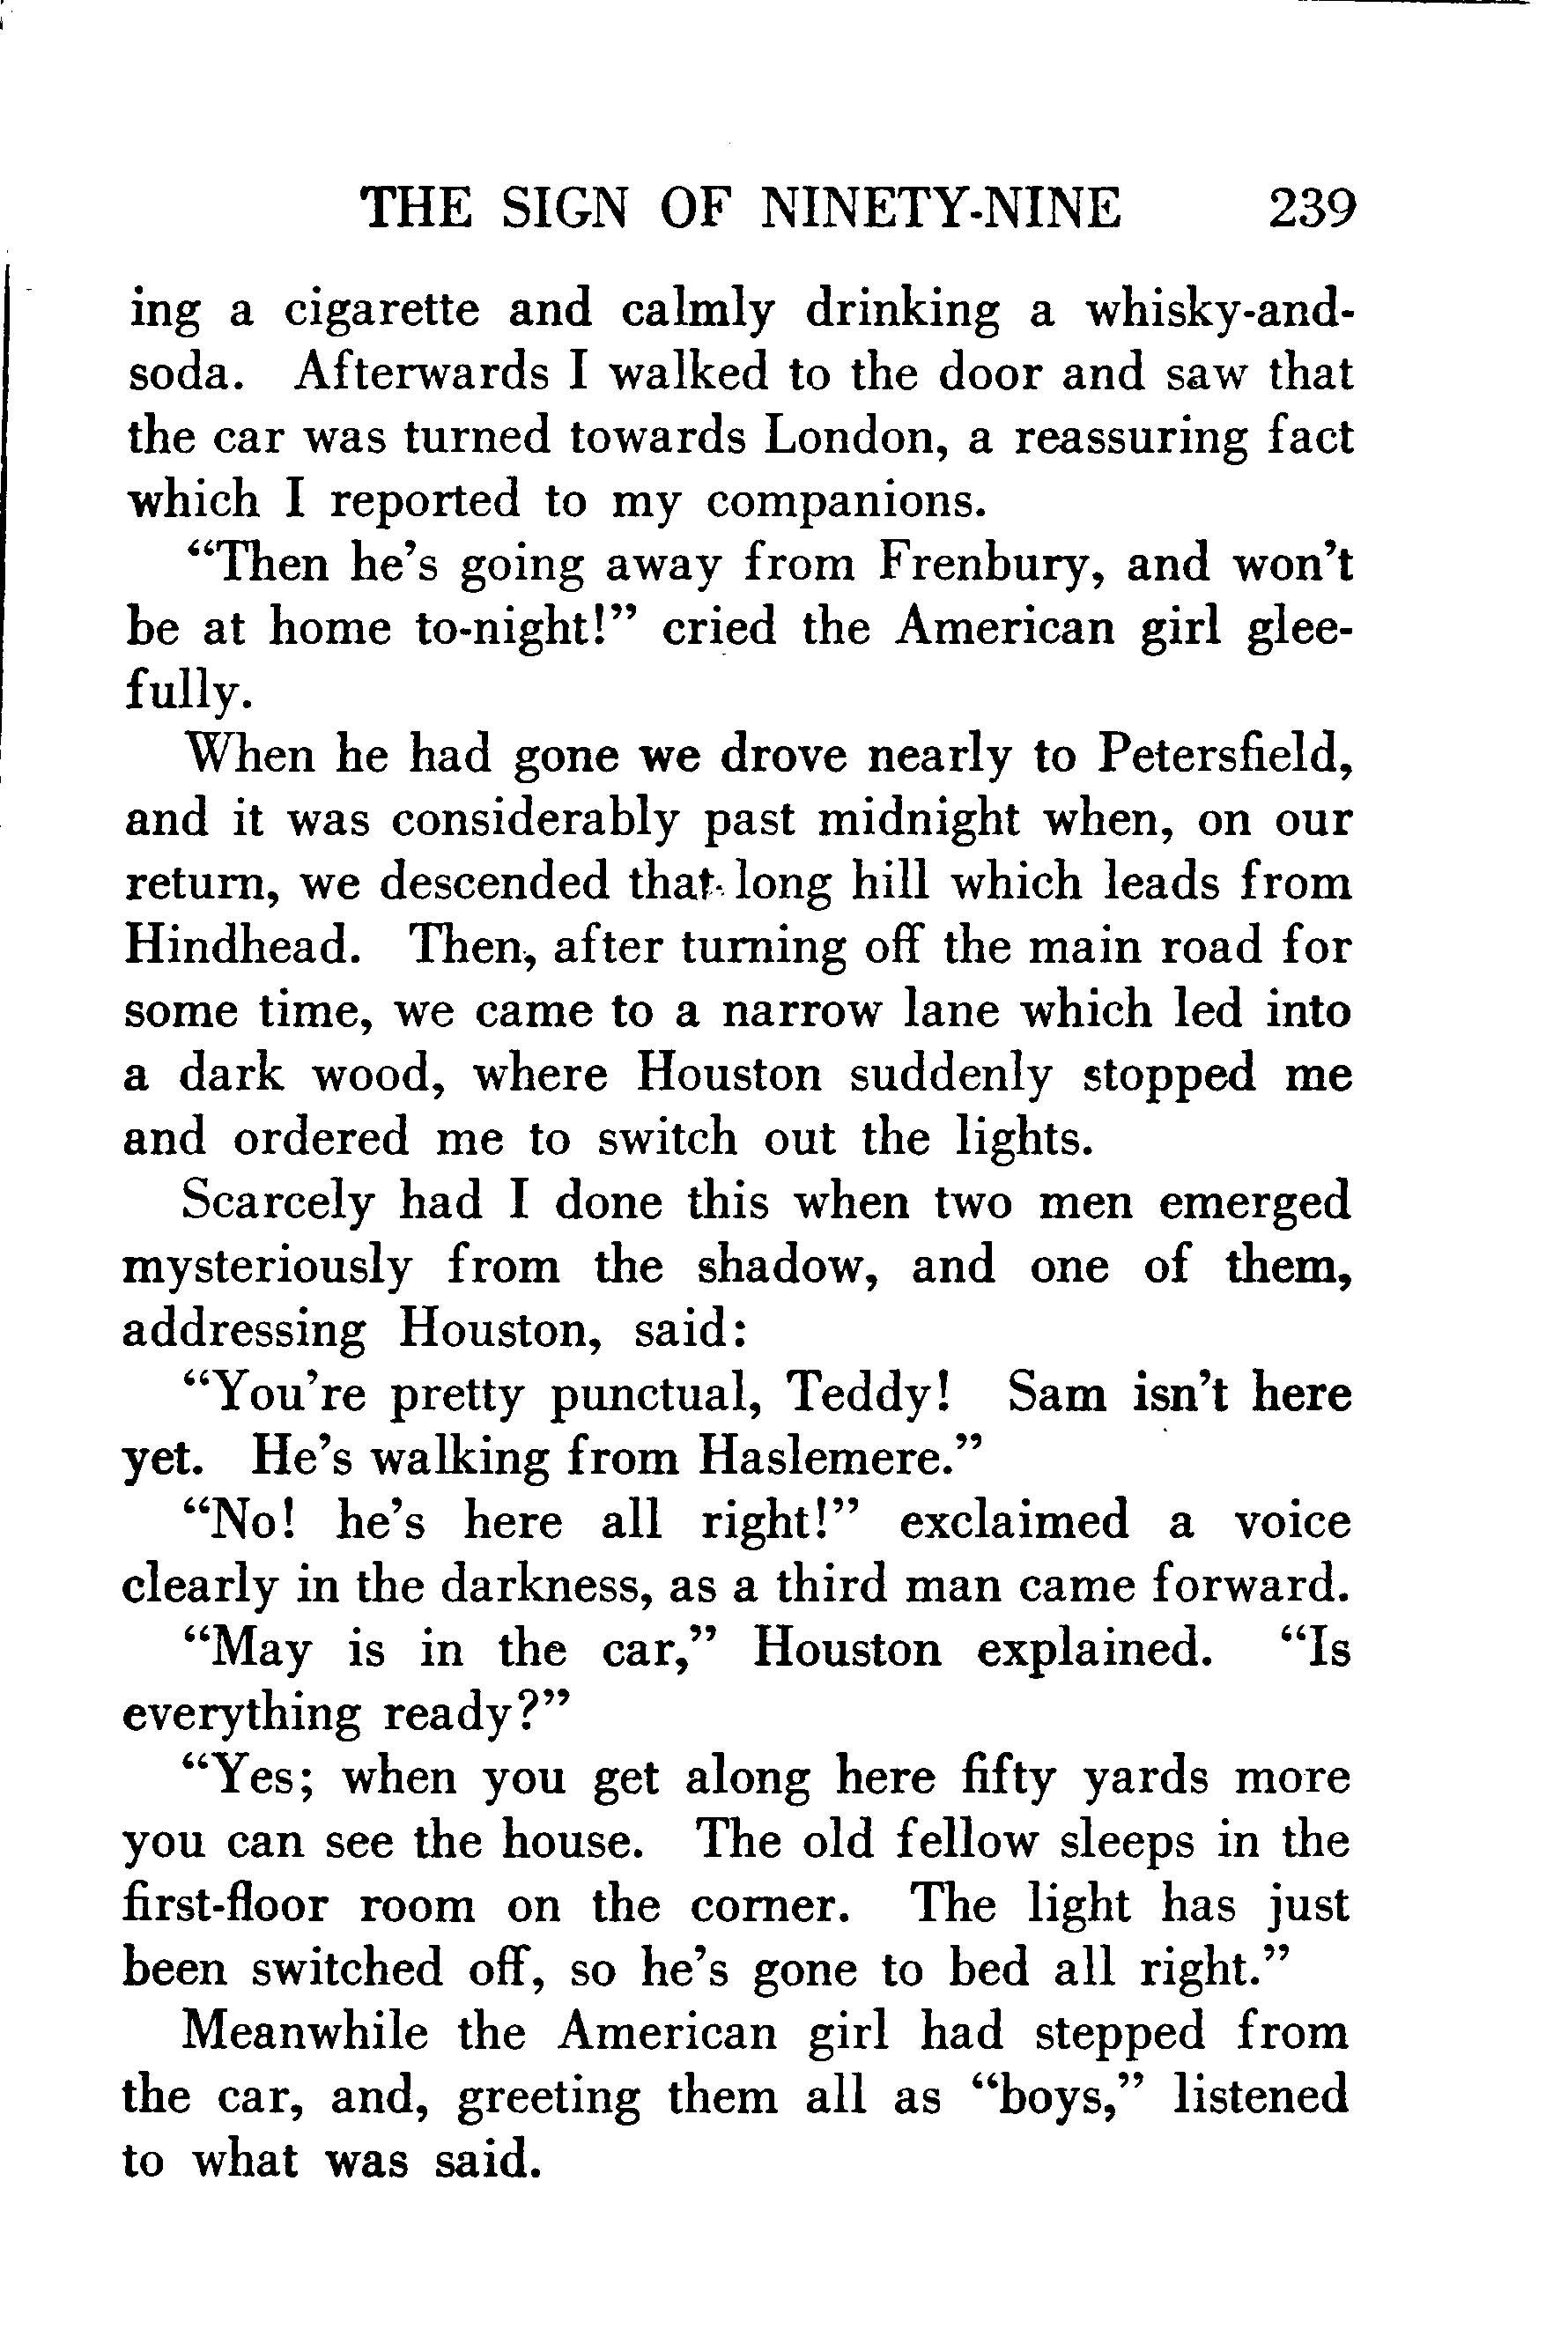 THE SIGN OF NINETY-NINE 239
ing a cigarette and calmly drinking a whisky-and-
soda. Afterwards I walked to the door and saw that
the car was turned towards London, a reassuring fact
which I reported to my companions.
“Then he’s going away from Frenbury, and won’t
be at home to-night!” cried the American girl glee-
fully.
When he had gone we drove nearly to Petersfield,
and it was considerably past midnight when, on our
return, we descended that long hill which leads from
Hindhead. Then, after turning off the main road for
some time, we came to a narrow lane which led into
a dark wood, where Houston suddenly stopped me
and ordered me to switch out the lights.
Scarcely had I done this when two men emerged
mysteriously from the shadow, and one of them,
addressing Houston, said:
“You’re pretty punctual, Teddy! Sam isn’t here
yet. He’s walking from Haslemere.”
“No! he’s here all right!” exclaimed a voice
clearly in the darkness, as a third man came forward.
“May is in the car,” Houston explained. “Is
everything ready?”
“Yes; when you get along here fifty yards more
you can see the house. The old fellow sleeps in the
first-floor room on the corner. The light has just
been switched off, so he’s gone to bed all right.”
Meanwhile the American girl had stepped from
the car, and, greeting them all as “boys,” listened
to what was said.